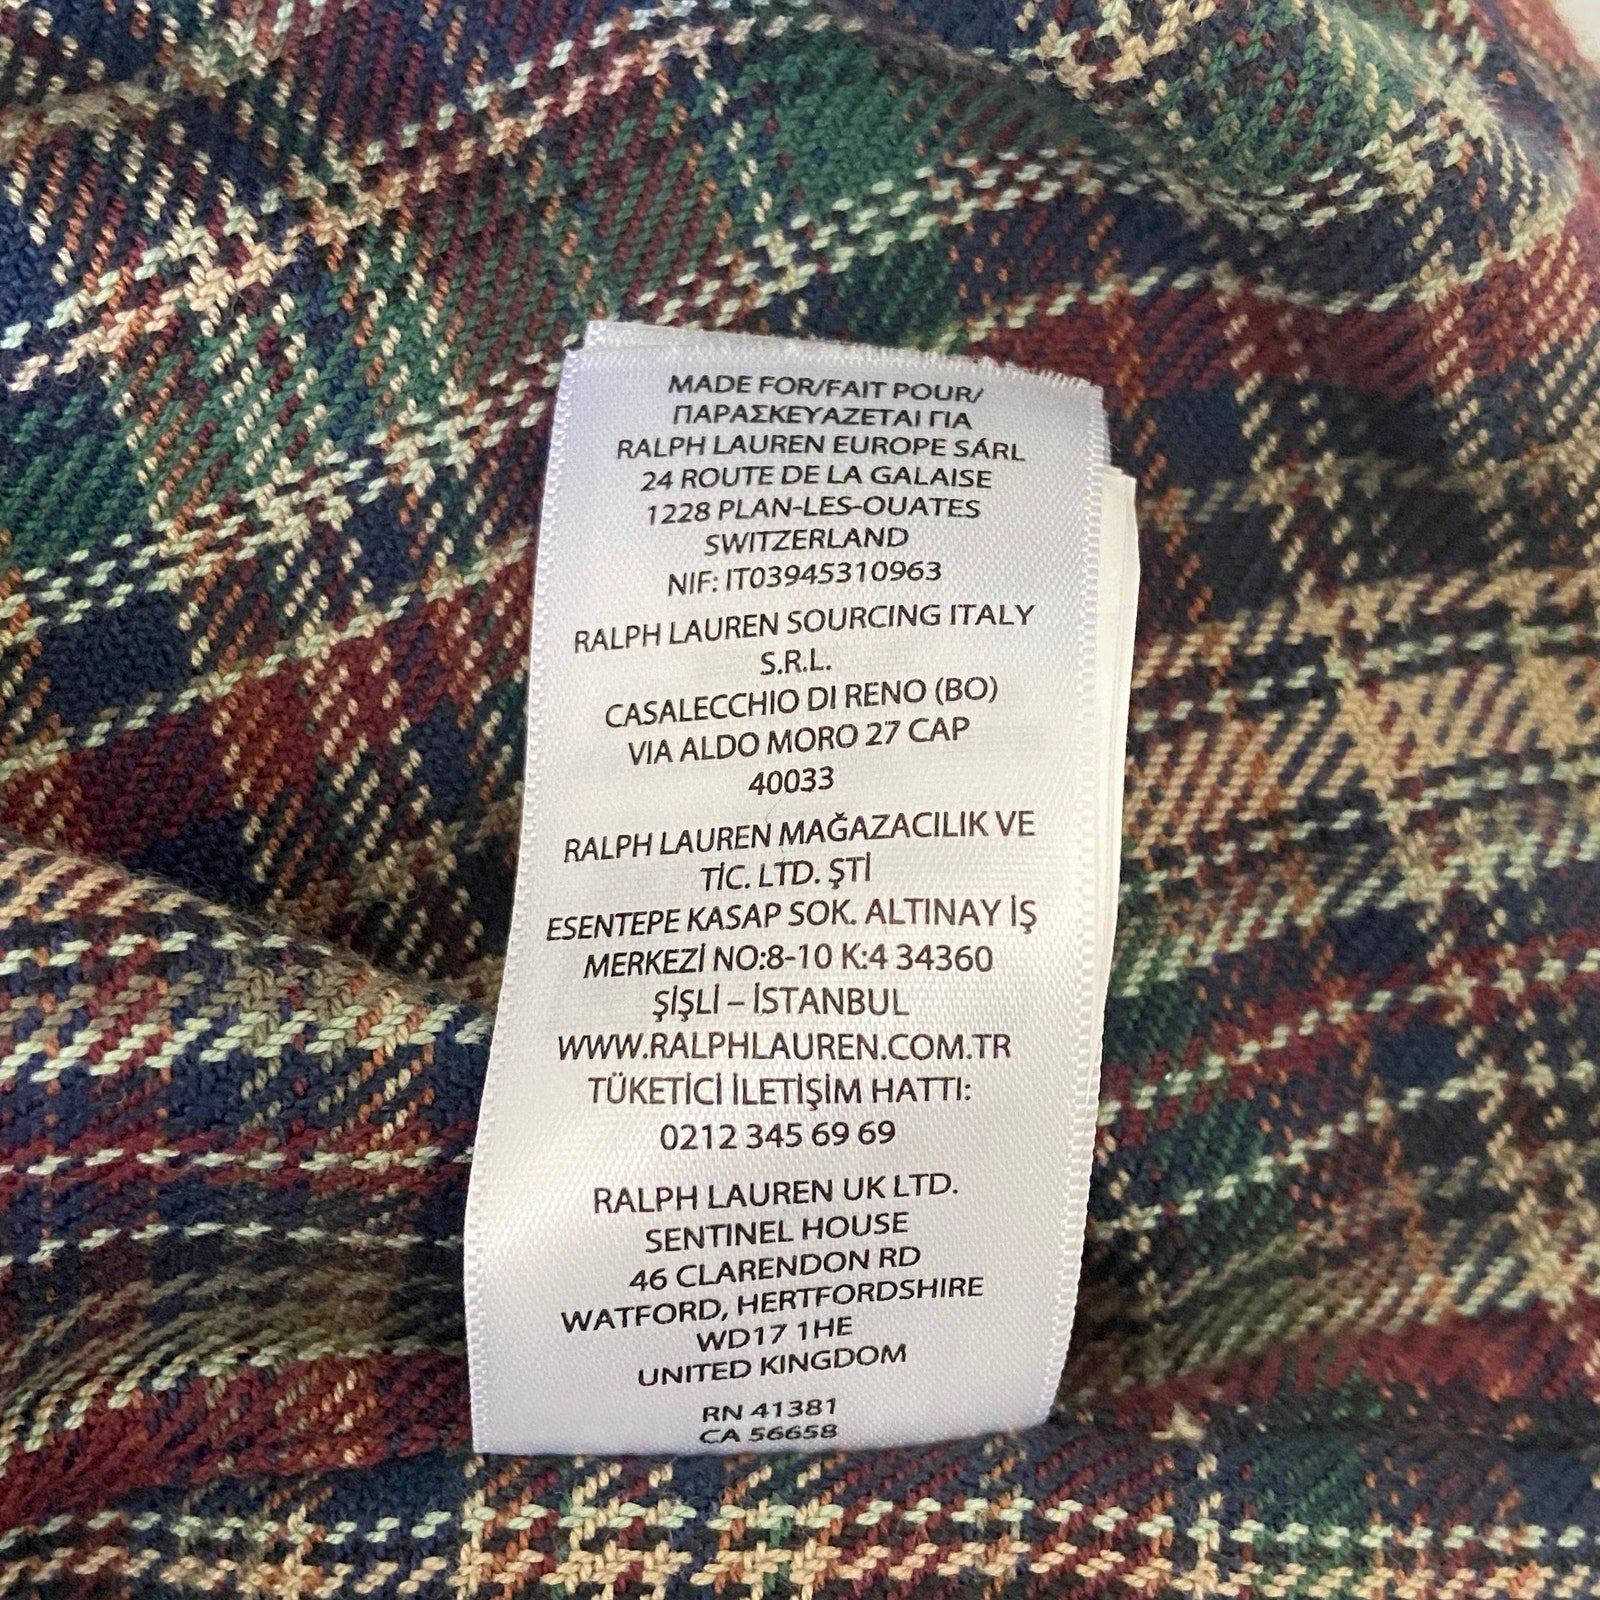 MADE FOR/FAIT POUR/
ΠΑΡΑΣΚΕΥΑΖΕΤΑΙ ΓΙΑ
RALPH LAUREN EUROPE SÁRL
24 ROUTE DE LA GALAISE
1228 PLAN-LES-OUATES
SWITZERLAND
NIF: IT03945310963
RALPH LAUREN SOURCING ITALY
S.R.L.
CASALECCHIO DI RENO (BO)
VIA ALDO MORO 27 CAP
40033
RALPH LAUREN MAĞAZACILIK VE
TİC. LTD. ŞTİ
ESENTEPE KASAP SOK. ALTINAY İŞ
MERKEZİ NO:8-10 K:4 34360
ŞİŞLİ – İSTANBUL
WWW.RALPHLAUREN.COM.TR
TÜKETİCİ İLETİŞİM HATTI:
0212 345 69 69
RALPH LAUREN UK LTD.
SENTINEL HOUSE
46 CLARENDON RD
WATFORD, HERTFORDSHIRE
WD17 1HE
UNITED KINGDOM
RN 41381
CA 56658